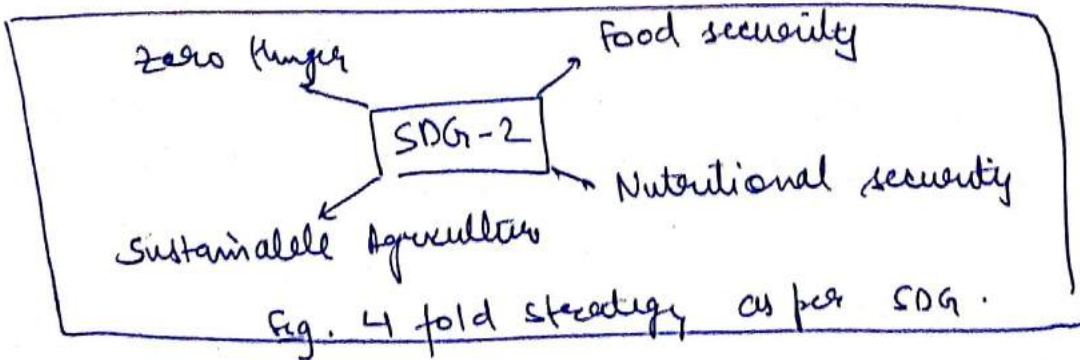 Zero Hunger
Food security
SDG-2
Nutritional security
Sustainable Agriculture
Fig. 4 fold strategy as per SDG.